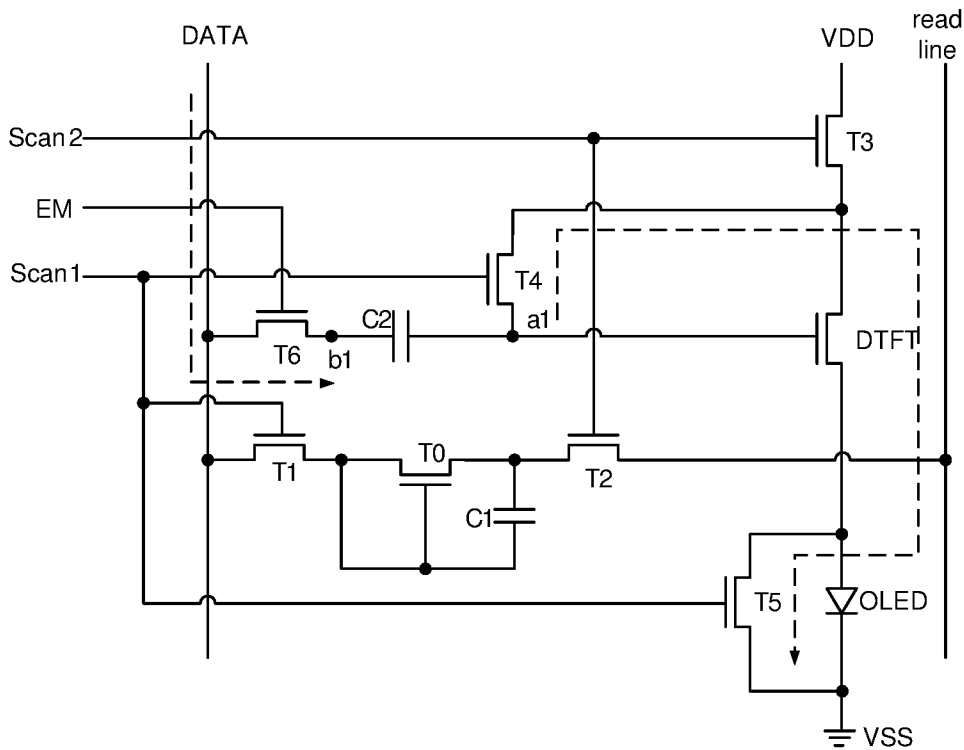 read
line
DATA
VDD
Scan2
T3
EM
Scan1
T4
C2
a1
T6
b1
DTFT
T0
T1
T2
C1
T5
OLED
VSS